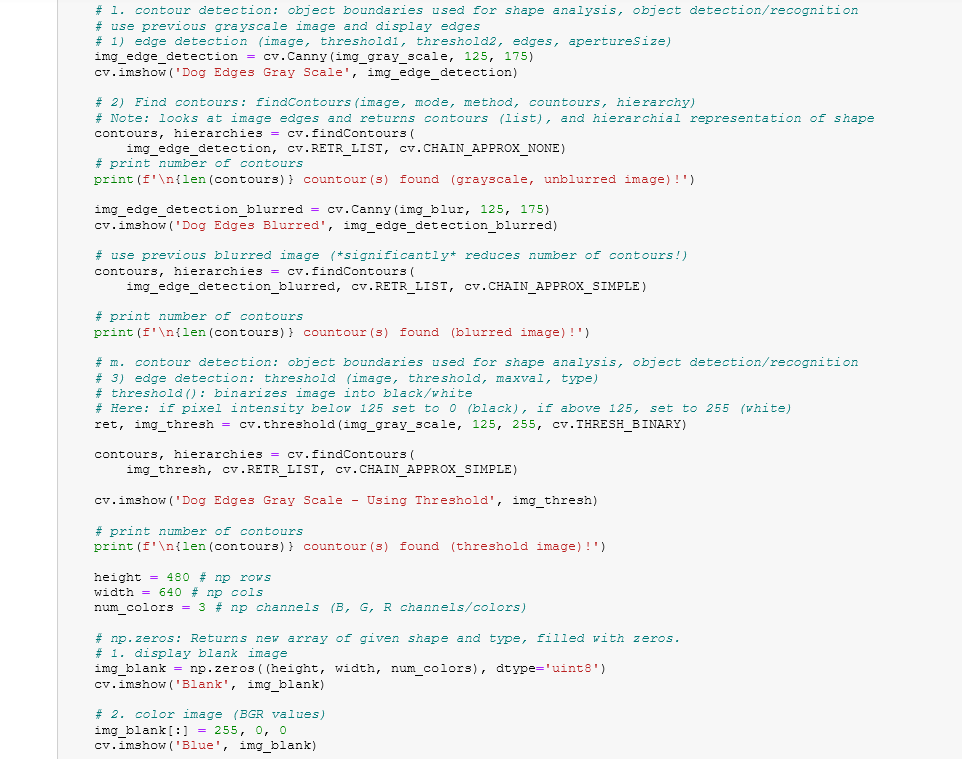 # l. contour detection: object boundaries used for shape analysis, object detection/recognition
# use previous grayscale image and display edges
# 1) edge detection (image, threshold1, threshold2, edges, apertureSize)
img_edge_detection = cv.Canny(img_gray_scale, 125, 175)
cv.imshow('Dog Edges Gray Scale', img_edge_detection)
# 2) Find contours: findContours(image, mode, method, countours, hierarchy)
# Note: looks at image edges and returns contours (list), and hierarchial representation of shape
contours, hierarchies = cv.findContours(
img_edge_detection, cv.RETR_LIST, cv.CHAIN_APPROX_NONE)
# print number of contours
print(f'\n{len(contours)} countour(s) found (grayscale, unblurred image)!')
img_edge_detection_blurred = cv.Canny(img_blur, 125, 175)
cv.imshow('Dog Edges Blurred', img_edge_detection_blurred)
# use previous blurred image (*significantly* reduces number of contours!)
contours, hierarchies = cv.findContours(
img_edge_detection_blurred, cv.RETR_LIST, cv.CHAIN_APPROX_SIMPLE)
# print number of contours
print(f'\n{len(contours)} countour(s) found (blurred image)!')
# m. contour detection: object boundaries used for shape analysis, object detection/recognition
# 3) edge detection: threshold (image, threshold, maxval, type)
# threshold(): binarizes image into black/white
# Here: if pixel intensity below 125 set to 0 (black), if above 125, set to 255 (white)
ret, img_thresh = cv.threshold(img_gray_scale, 125, 255, cv.THRESH_BINARY)
contours, hierarchies = cv.findContours(
img_thresh, cv.RETR_LIST, cv.CHAIN_APPROX_SIMPLE)
cv.imshow('Dog Edges Gray Scale - Using Threshold', img_thresh)
# print number of contours
print(f'\n{len(contours)} countour(s) found (threshold image)!')
height = 480 # np rows
width = 640 # np cols
num_colors = 3 # np channels (B, G, R channels/colors)
# np.zeros: Returns new array of given shape and type, filled with zeros.
# 1. display blank image
img_blank = np.zeros((height, width, num_colors), dtype='uint8')
cv.imshow('Blank', img_blank)
# 2. color image (BGR values)
img_blank[:] = 255, 0, 0
cv.imshow('Blue', img_blank)